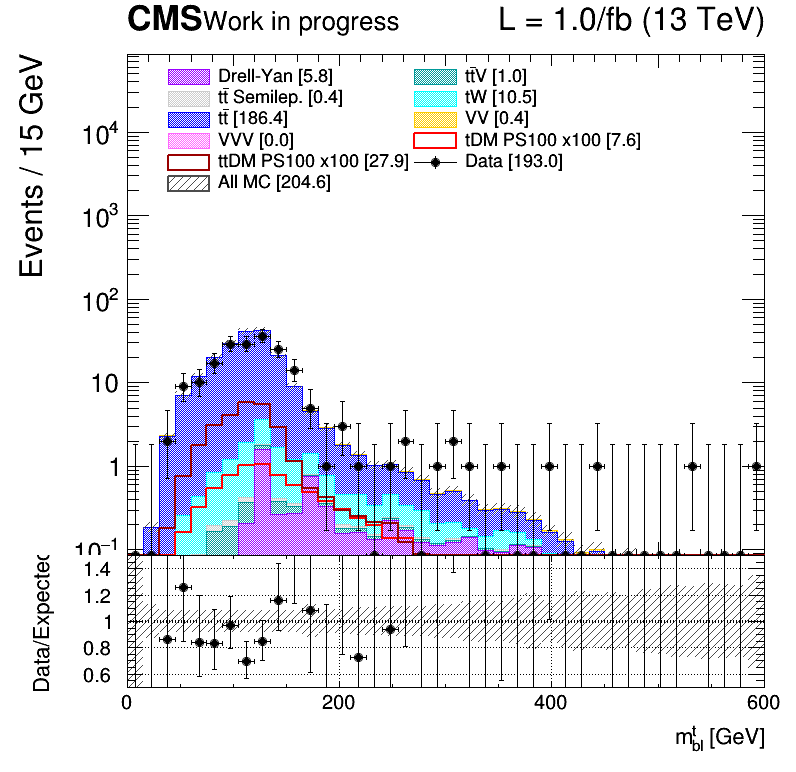 CMS Work in progress L = 1.0/fb (13 TeV)
Events / 15 GeV
Drell-Yan [5.8] tt̄V [1.0]
tt̄ Semilep. [0.4] tW [10.5]
tt̄ [186.4] VV [0.4]
VVV [0.0] tDM PS100 x100 [7.6]
ttDM PS100 x100 [27.9] Data [193.0]
All MC [204.6]
10⁴
10³
10²
10
1
10⁻¹
Data/Expected
1.4
1.2
1
0.8
0.6
0 200 400 600
mᵗbl [GeV]